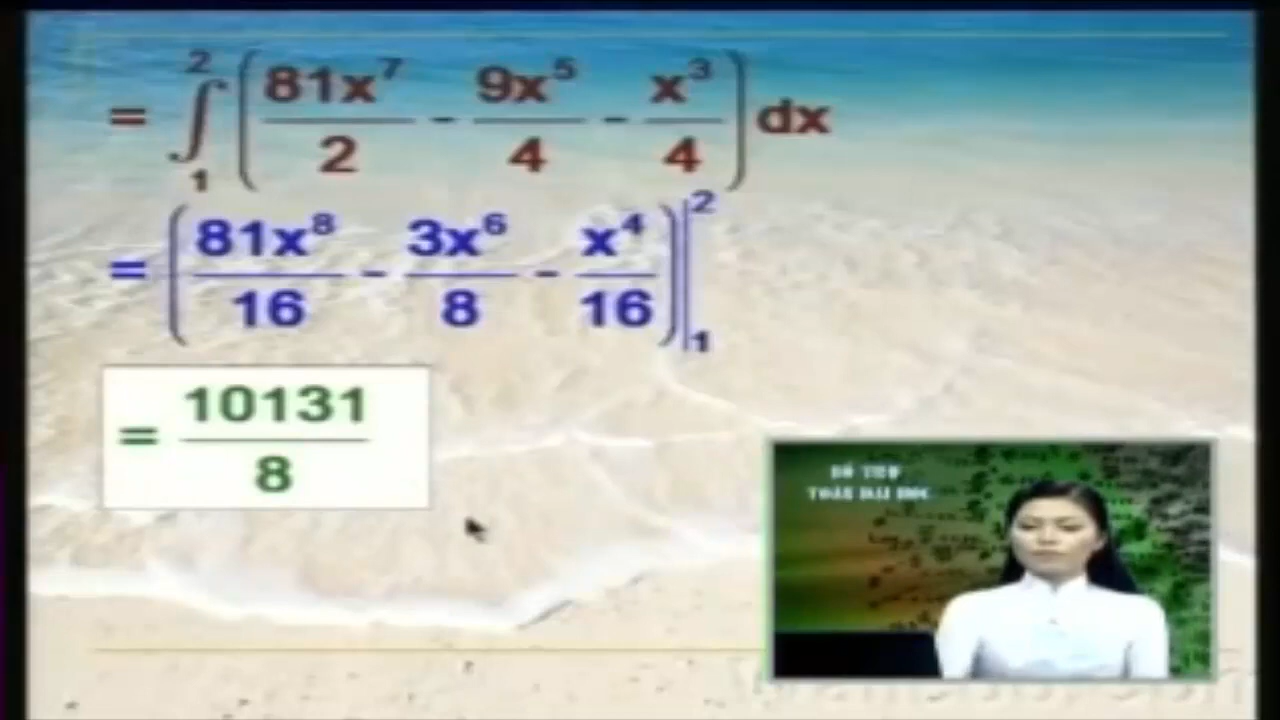 = ∫₁² (81x⁷/2 - 9x⁵/4 - x³/4) dx
= (81x⁸/16 - 3x⁶/8 - x⁴/16)|₁²
= 10131/8